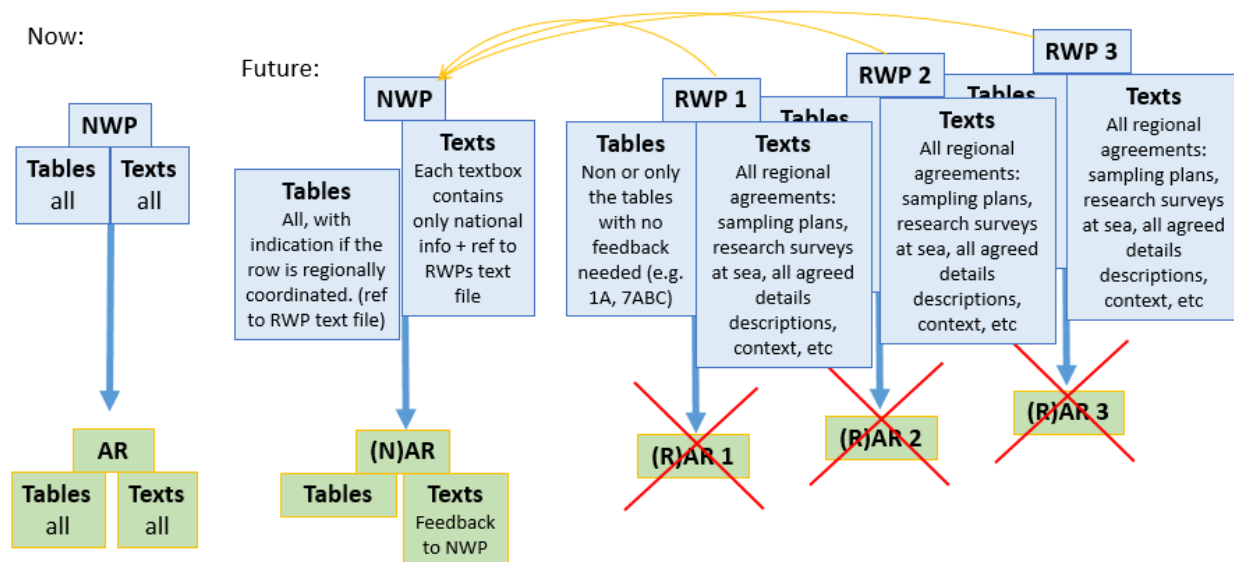 Now:
NWP
Tables
all
Texts
all
AR
Tables
all
Texts
all
Future:
NWP
Tables
All, with
indication if the
row is regionally
coordinated. (ref
to RWP text file)
Texts
Each textbox
contains
only national
info + ref to
RWPs text
file
(N)AR
Tables
Texts
Feedback
to NWP
RWP 1
Tables
Non or only
the tables
with no
feedback
needed (e.g.
1A, 7ABC)
Texts
All regional
agreements:
sampling plans,
research surveys
at sea, all agreed
details
descriptions,
context, etc
(R)AR 1
RWP 2
Tables
Texts
All regional
agreements:
sampling plans,
research surveys
at sea, all agreed
details
descriptions,
context, etc
(R)AR 2
RWP 3
Tables
Texts
All regional
agreements:
sampling plans,
research surveys
at sea, all agreed
details
descriptions,
context, etc
(R)AR 3